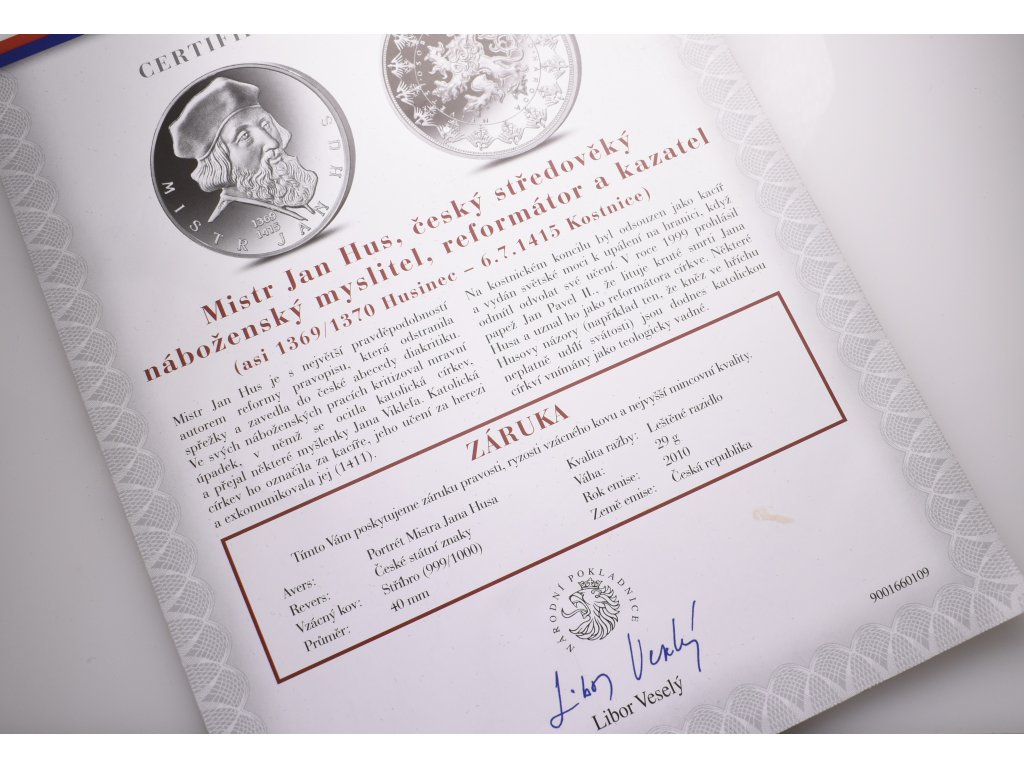 CERTIFI
MISTR JAN HUS
1369
1415
Mistr Jan Hus, český středověký
náboženský myslitel, reformátor a kazatel
(asi 1369/1370 Husinec – 6.7.1415 Kostnice)
Mistr Jan Hus je s největší pravděpodobností
autorem reformy pravopisu, která odstranila
spřežky a zavedla do české abecedy diakritiku.
Ve svých náboženských pracích kritizoval mravní
úpadek, v němž se ocitla katolická církev,
a přejal některé myšlenky Jana Viklefa. Katolická
církev ho označila za kacíře, jeho učení za herezi
a exkomunikovala jej (1411).
Na kostnickém koncilu byl odsouzen jako kacíř
a vydán světské moci k upálení na hranici, když
odmítl odvolat své učení. V roce 1999 prohlásil
papež Jan Pavel II., že lituje kruté smrti Jana
Husa a uznal ho jako reformátora církve. Některé
Husovy názory (například ten, že kněz ve hříchu
neplatně udílí svátosti) jsou dodnes katolickou
církví vnímány jako teologicky vadné.
ZÁRUKA
Tímto Vám poskytujeme záruku pravosti, ryzosti vzácného kovu a nejvyšší mincovní kvality.
Avers: Portrét Mistra Jana Husa
Revers: České státní znaky
Vzácný kov: Stříbro (999/1000)
Průměr: 40 mm
Kvalita ražby: Leštěné razidlo
Váha: 29 g
Rok emise: 2010
Země emise: Česká republika
NÁRODNÍ POKLADNICE
Libor Veselý
Libor Veselý
9001660109